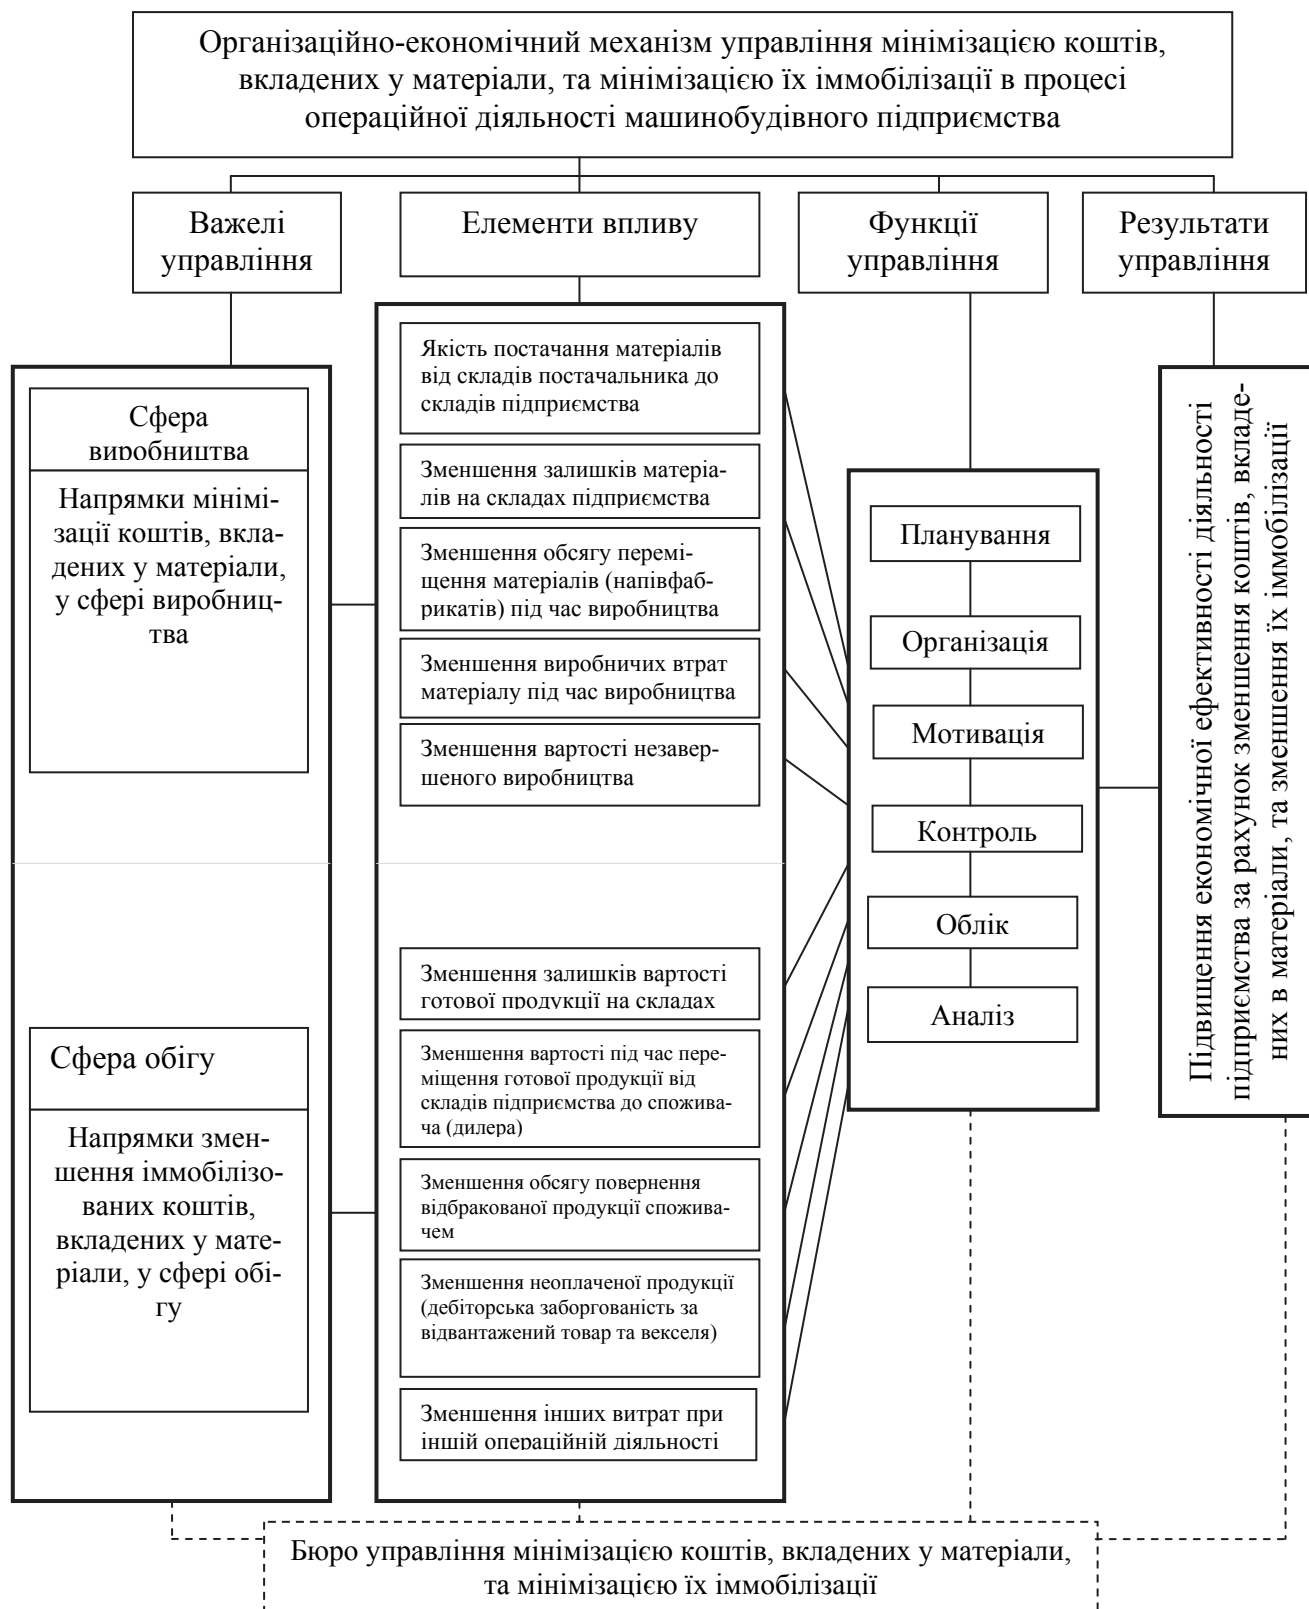 Організаційно-економічний механізм управління мінімізацією коштів,
вкладених у матеріали, та мінімізацією їх іммобілізації в процесі
операційної діяльності машинобудівного підприємства
Важелі
управління
Елементи впливу
Функції
управління
Результати
управління
Сфера
виробництва
Напрямки мінімі-
зації коштів, вкла-
дених у матеріали,
у сфері виробниц-
тва
Сфера обігу
Напрямки змен-
шення іммобілізо-
ваних коштів,
вкладених у мате-
ріали, у сфері обі-
гу
Якість постачання матеріалів
від складів постачальника до
складів підприємства
Зменшення залишків матеріа-
лів на складах підприємства
Зменшення обсягу перемі-
щення матеріалів (напівфаб-
рикатів) під час виробництва
Зменшення виробничих втрат
матеріалу під час виробництва
Зменшення вартості незавер-
шеного виробництва
Зменшення залишків вартості
готової продукції на складах
Зменшення вартості під час пере-
міщення готової продукції від
складів підприємства до спожива-
ча (дилера)
Зменшення обсягу повернення
відбракованої продукції спожива-
чем
Зменшення неоплаченої продукції
(дебіторська заборгованість за
відвантажений товар та векселя)
Зменшення інших витрат при
іншій операційній діяльності
Планування
Організація
Мотивація
Контроль
Облік
Аналіз
Підвищення економічної ефективності діяльності
підприємства за рахунок зменшення коштів, вкладе-
них в матеріали, та зменшення їх іммобілізації
Бюро управління мінімізацією коштів, вкладених у матеріали,
та мінімізацією їх іммобілізації